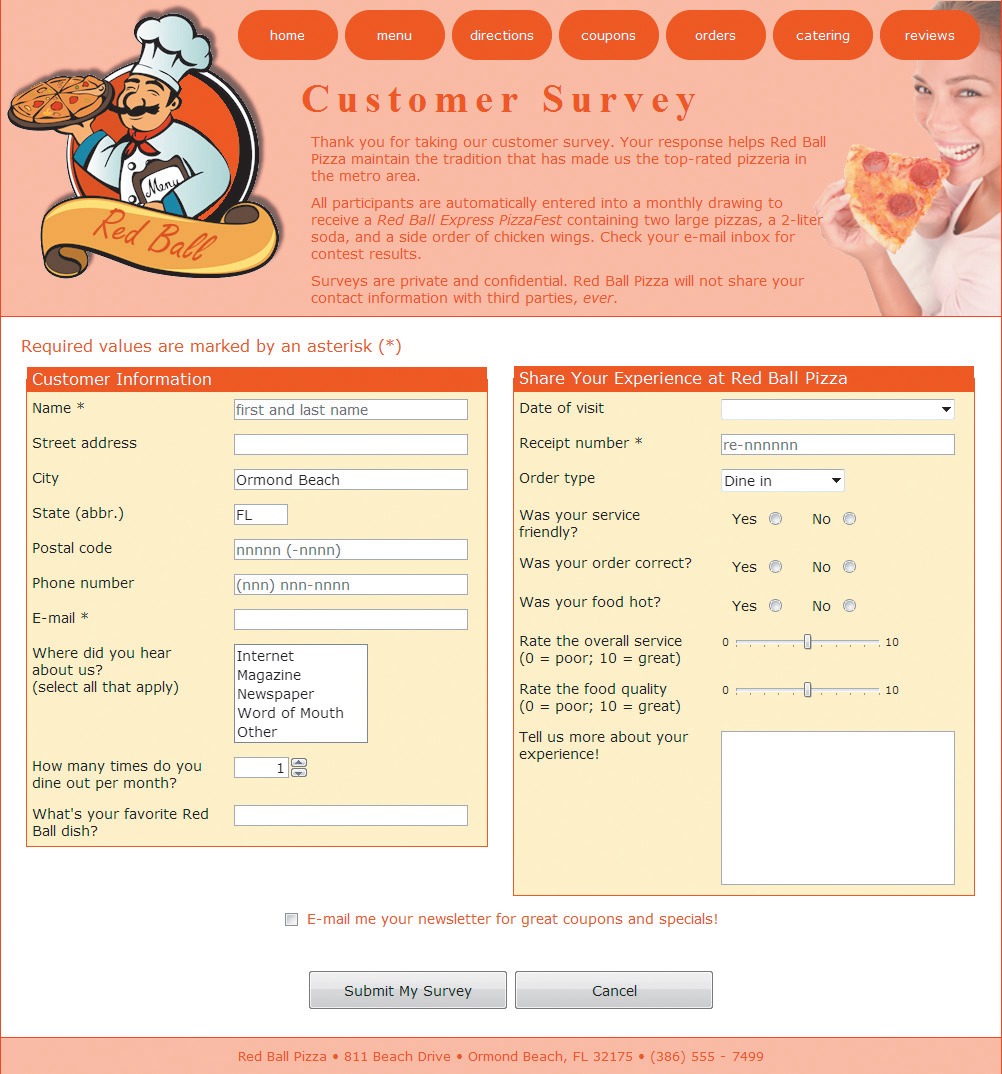 home
menu
directions
coupons
orders
catering
reviews
Menu
Red Ball
Customer Survey
Thank you for taking our customer survey. Your response helps Red Ball
Pizza maintain the tradition that has made us the top-rated pizzeria in
the metro area.
All participants are automatically entered into a monthly drawing to
receive a Red Ball Express PizzaFest containing two large pizzas, a 2-liter
soda, and a side order of chicken wings. Check your e-mail inbox for
contest results.
Surveys are private and confidential. Red Ball Pizza will not share your
contact information with third parties, ever.
Required values are marked by an asterisk (*)
Customer Information
Name *
first and last name
Street address
City
Ormond Beach
State (abbr.)
FL
Postal code
nnnnn (-nnnn)
Phone number
(nnn) nnn-nnnn
E-mail *
Where did you hear
about us?
(select all that apply)
Internet
Magazine
Newspaper
Word of Mouth
Other
How many times do you
dine out per month?
1
What's your favorite Red
Ball dish?
Share Your Experience at Red Ball Pizza
Date of visit
Receipt number *
re-nnnnnn
Order type
Dine in
Was your service
friendly?
Yes No
Was your order correct?
Yes No
Was your food hot?
Yes No
Rate the overall service
(0 = poor; 10 = great)
0 10
Rate the food quality
(0 = poor; 10 = great)
0 10
Tell us more about your
experience!
E-mail me your newsletter for great coupons and specials!
Submit My Survey
Cancel
Red Ball Pizza • 811 Beach Drive • Ormond Beach, FL 32175 • (386) 555 - 7499